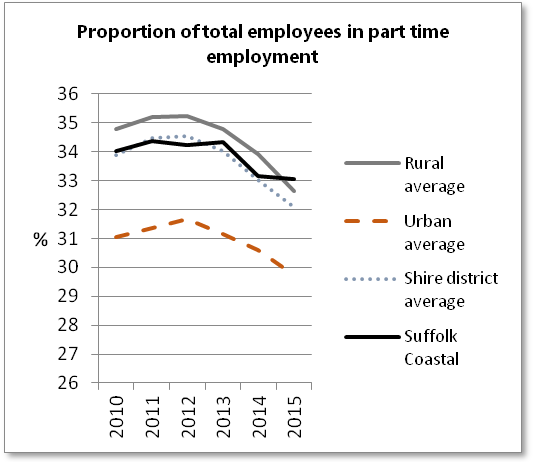 Proportion of total employees in part time
employment
36
35
34
33
32
31
30
29
28
27
26
%
2010
2011
2012
2013
2014
2015
Rural
average
Urban
average
Shire district
average
Suffolk
Coastal